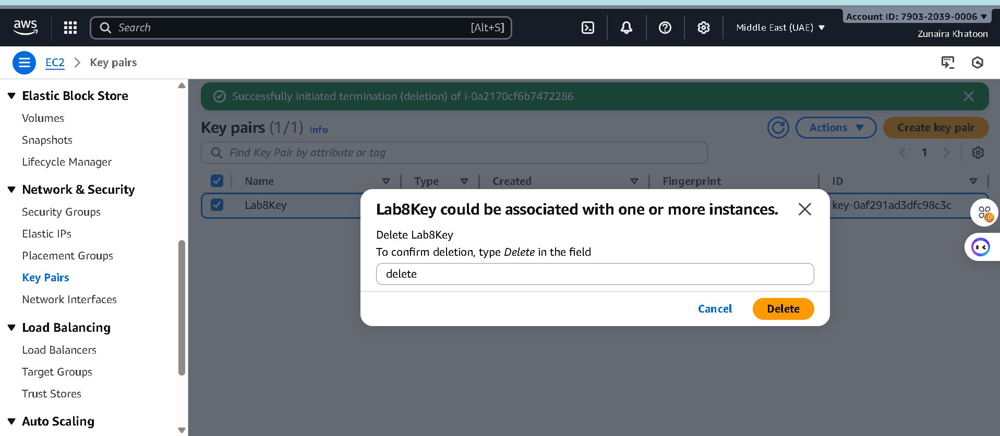 aws
Search [Alt+S]
Middle East (UAE)
Account ID: 7903-2039-0006
Zunaira Khatoon
EC2 > Key pairs
Elastic Block Store
Volumes
Snapshots
Lifecycle Manager
Network & Security
Security Groups
Elastic IPs
Placement Groups
Key Pairs
Network Interfaces
Load Balancing
Load Balancers
Target Groups
Trust Stores
Auto Scaling
Successfully initiated termination (deletion) of i-0a2170cf6b7472286
Key pairs (1/1) Info
Actions
Create key pair
Find Key Pair by attribute or tag
1
Name Type Created Fingerprint ID
Lab8Key key-0af291ad3dfc98c3c
Lab8Key could be associated with one or more instances.
Delete Lab8Key
To confirm deletion, type Delete in the field
delete
Cancel Delete